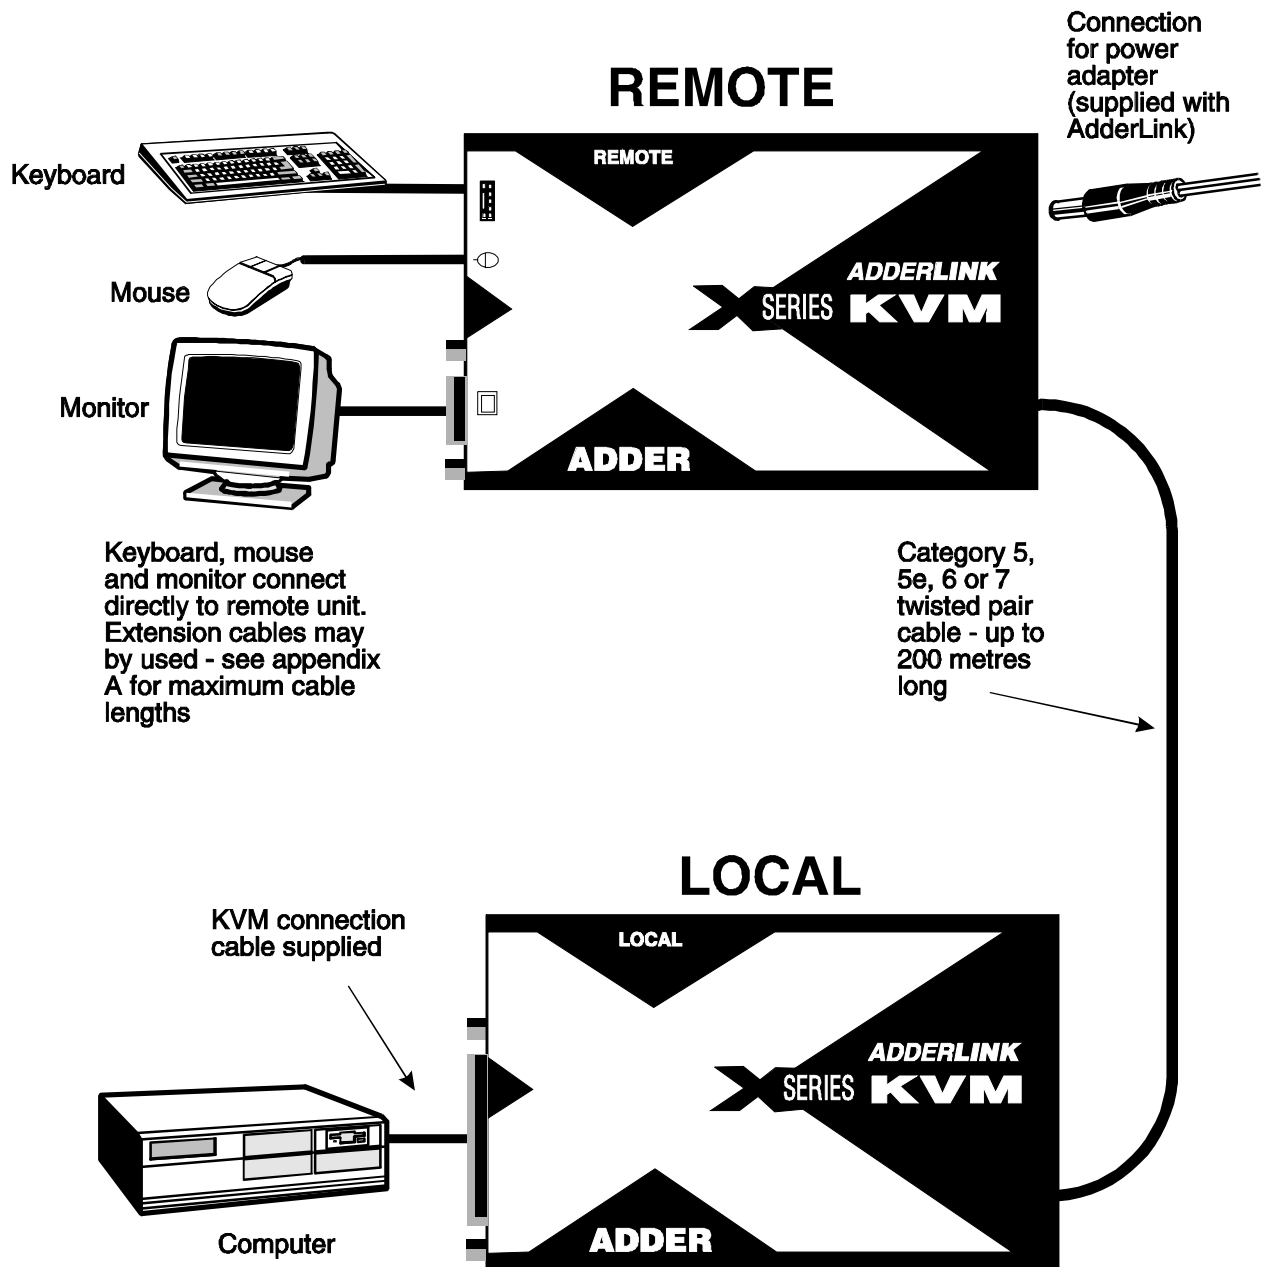 Connection
for power
adapter
(supplied with
AdderLink)
REMOTE
REMOTE
Keyboard
Mouse
Monitor
ADDERLINK
X SERIES KVM
ADDER
Keyboard, mouse
and monitor connect
directly to remote unit.
Extension cables may
by used - see appendix
A for maximum cable
lengths
Category 5,
5e, 6 or 7
twisted pair
cable - up to
200 metres
long
LOCAL
LOCAL
KVM connection
cable supplied
ADDERLINK
X SERIES KVM
Computer
ADDER